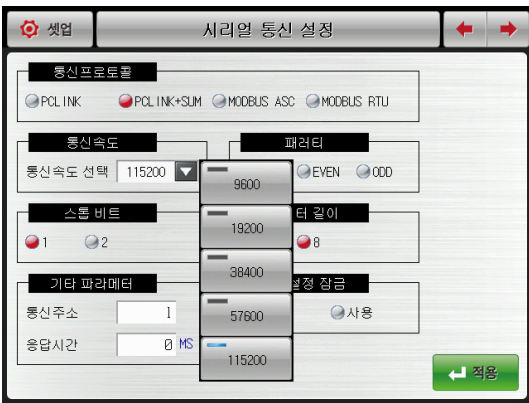 셋업
시리얼 통신 설정
통신프로토콜
PCLINK PCLINK+SUM MODBUS ASC MODBUS RTU
통신속도 패러티
통신속도 선택 115200 EVEN ODD
9600
19200
38400
57600
115200
스톱 비트 터 길이
1 2 8
기타 파라메터 설정 잠금
통신주소 1 사용
응답시간 0 MS
적용